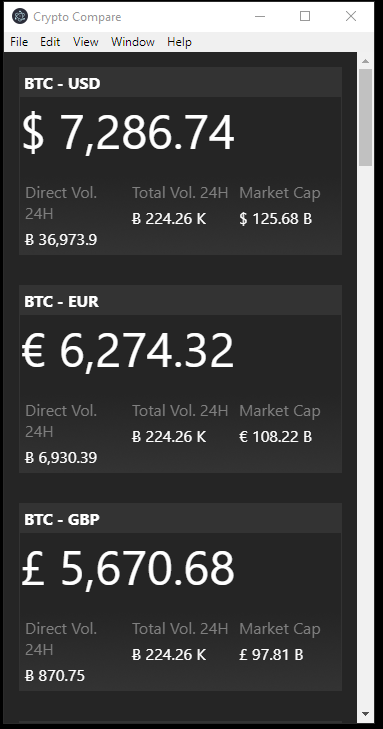 Crypto Compare
File Edit View Window Help
BTC - USD
$ 7,286.74
Direct Vol. 24H
Ƀ 36,973.9
Total Vol. 24H
Ƀ 224.26 K
Market Cap
$ 125.68 B
BTC - EUR
€ 6,274.32
Direct Vol. 24H
Ƀ 6,930.39
Total Vol. 24H
Ƀ 224.26 K
Market Cap
€ 108.22 B
BTC - GBP
£ 5,670.68
Direct Vol. 24H
Ƀ 870.75
Total Vol. 24H
Ƀ 224.26 K
Market Cap
£ 97.81 B